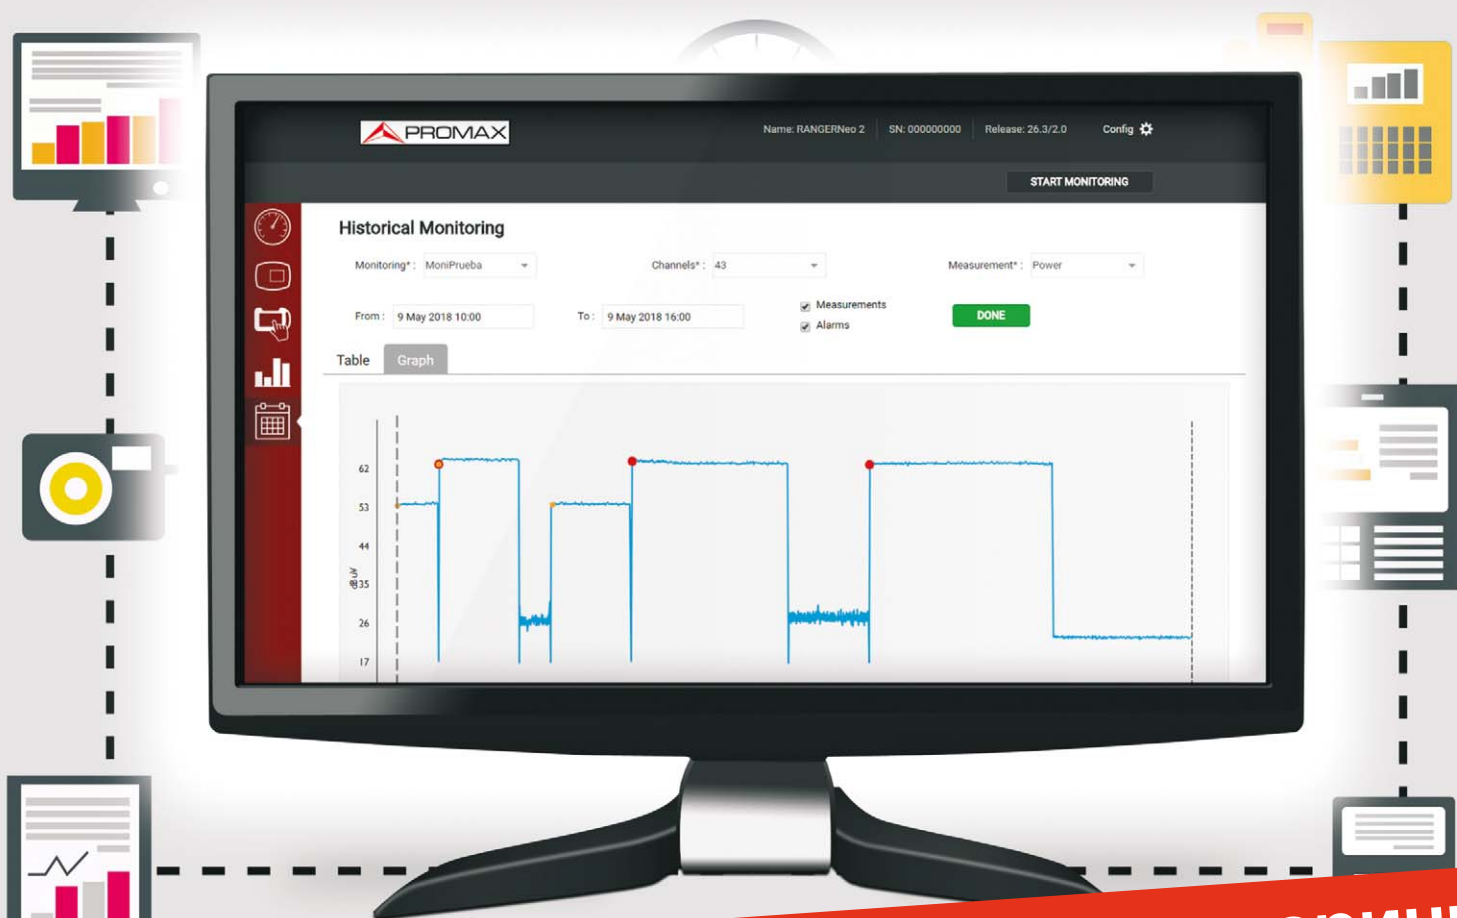 PROMAX
Name: RANGERNeo 2 SN: 000000000 Release: 26.3/2.0 Config
START MONITORING
Historical Monitoring
Monitoring*: MoniPrueba Channels*: 43 Measurement*: Power
From: 9 May 2018 10:00 To: 9 May 2018 16:00
Measurements
Alarms
DONE
Table Graph
62
53
44
dBuV
35
26
17